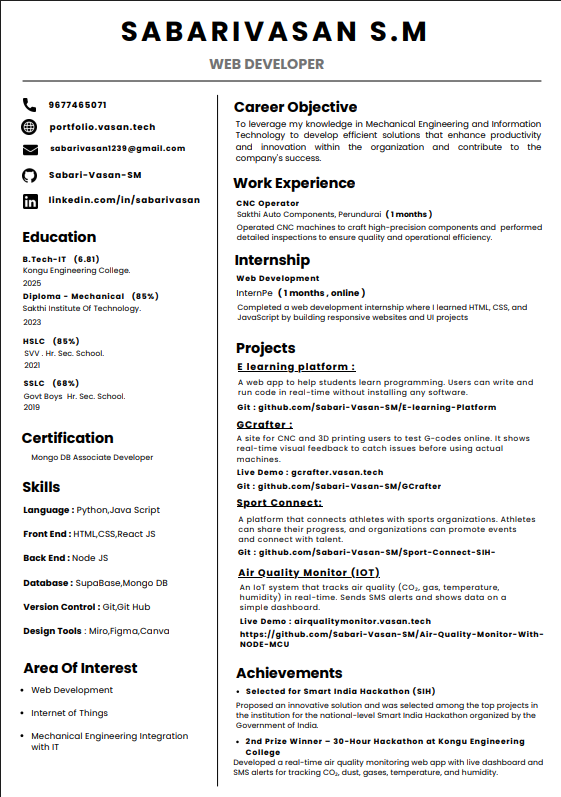 SABARIVASAN S.M
WEB DEVELOPER
9677465071
portfolio.vasan.tech
sabarivasan1239@gmail.com
Sabari-Vasan-SM
linkedin.com/in/sabarivasan
Education
B.Tech-IT (6.81)
Kongu Engineering College.
2025
Diploma - Mechanical (85%)
Sakthi Institute Of Technology.
2023
HSLC (85%)
SVV . Hr. Sec. School.
2021
SSLC (68%)
Govt Boys Hr. Sec. School.
2019
Certification
Mongo DB Associate Developer
Skills
Language : Python,Java Script
Front End : HTML,CSS,React JS
Back End : Node JS
Database : SupaBase,Mongo DB
Version Control : Git,Git Hub
Design Tools : Miro,Figma,Canva
Area Of Interest
• Web Development
• Internet of Things
• Mechanical Engineering Integration
with IT
Career Objective
To leverage my knowledge in Mechanical Engineering and Information
Technology to develop efficient solutions that enhance productivity
and innovation within the organization and contribute to the
company's success.
Work Experience
CNC Operator
Sakthi Auto Components, Perundurai ( 1 months )
Operated CNC machines to craft high-precision components and performed
detailed inspections to ensure quality and operational efficiency.
Internship
Web Development
InternPe ( 1 months , online )
Completed a web development internship where I learned HTML, CSS, and
JavaScript by building responsive websites and UI projects
Projects
E learning platform :
A web app to help students learn programming. Users can write and
run code in real-time without installing any software.
Git : github.com/Sabari-Vasan-SM/E-learning-Platform
GCrafter :
A site for CNC and 3D printing users to test G-codes online. It shows
real-time visual feedback to catch issues before using actual
machines.
Live Demo : gcrafter.vasan.tech
Git : github.com/Sabari-Vasan-SM/GCrafter
Sport Connect:
A platform that connects athletes with sports organizations. Athletes
can share their progress, and organizations can promote events
and connect with talent.
Git : github.com/Sabari-Vasan-SM/Sport-Connect-SIH-
Air Quality Monitor (IOT)
An IoT system that tracks air quality (CO₂, gas, temperature,
humidity) in real-time. Sends SMS alerts and shows data on a
simple dashboard.
Live Demo : airqualitymonitor.vasan.tech
https://github.com/Sabari-Vasan-SM/Air-Quality-Monitor-With-
NODE-MCU
Achievements
• Selected for Smart India Hackathon (SIH)
Proposed an innovative solution and was selected among the top projects in
the institution for the national-level Smart India Hackathon organized by the
Government of India.
• 2nd Prize Winner – 30-Hour Hackathon at Kongu Engineering
College
Developed a real-time air quality monitoring web app with live dashboard and
SMS alerts for tracking CO₂, dust, gases, temperature, and humidity.